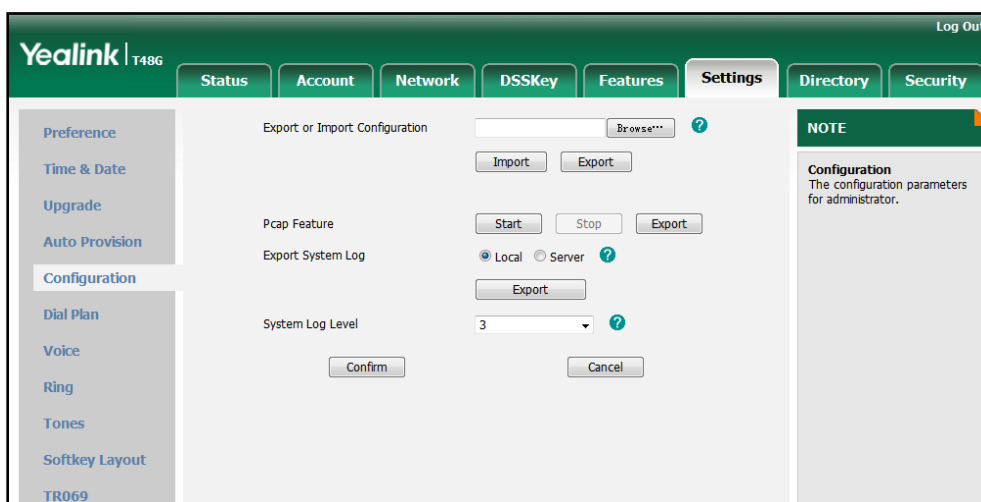 Log Out
Yealink T48G
Status Account Network DSSKey Features Settings Directory Security
Preference
Time & Date
Upgrade
Auto Provision
Configuration
Dial Plan
Voice
Ring
Tones
Softkey Layout
TR069
Export or Import Configuration Browse... ?
Import Export
Pcap Feature Start Stop Export
Export System Log Local Server ?
Export
System Log Level 3 ?
Confirm Cancel
NOTE
Configuration
The configuration parameters
for administrator.